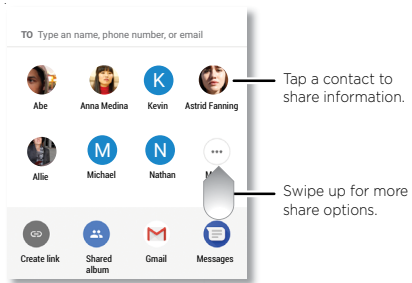 TO Type an name, phone number, or email
K
Abe Anna Medina Kevin Astrid Fanning
Tap a contact to
share information.
M N
Allie Michael Nathan
Swipe up for more
share options.
Create link Shared album Gmail Messages